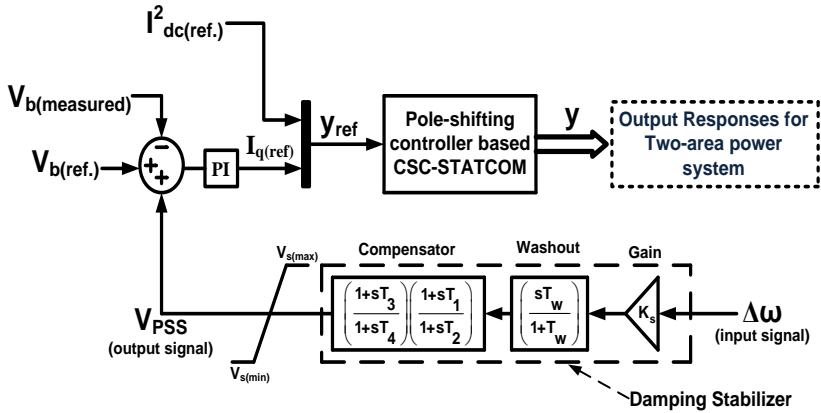 I²dc(ref.)
Vb(measured)
Vb(ref.)
−
+
+
PI
Iq(ref)
yref
Pole-shifting
controller based
CSC-STATCOM
y
Output Responses for
Two-area power
system
Compensator
Washout
Gain
Vs(max)
Vs(min)
VPSS
(output signal)
(1+sT3 / 1+sT4) (1+sT1 / 1+sT2)
(sTw / 1+Tw)
Ks
Δω
(input signal)
Damping Stabilizer